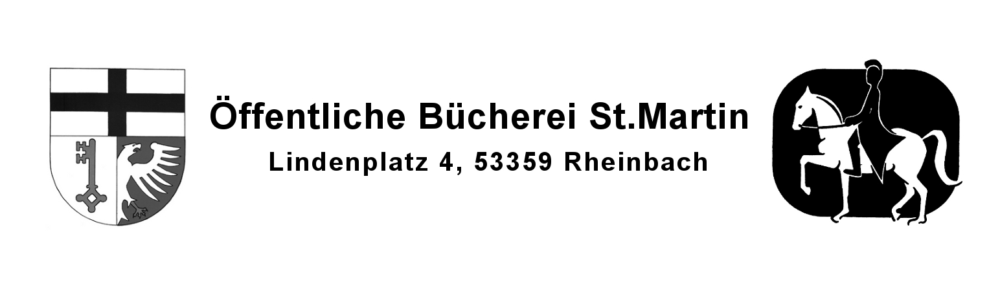 Öffentliche Bücherei St.Martin
Lindenplatz 4, 53359 Rheinbach